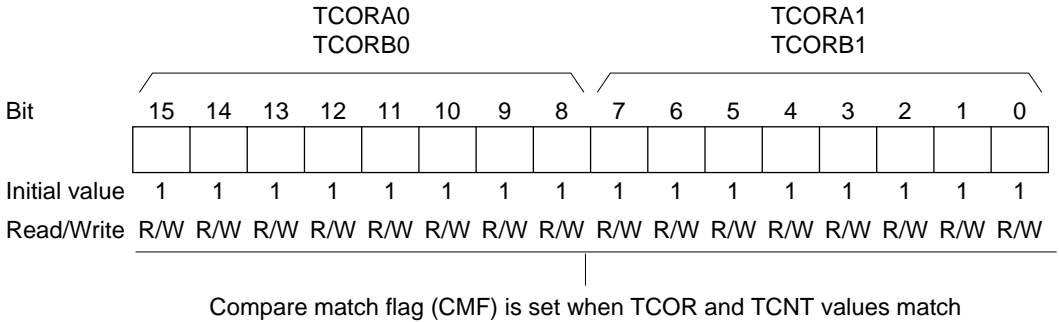 TCORA0 TCORA1
TCORB0 TCORB1
Bit 15 14 13 12 11 10 9 8 7 6 5 4 3 2 1 0
Initial value 1 1 1 1 1 1 1 1 1 1 1 1 1 1 1 1
Read/Write R/W R/W R/W R/W R/W R/W R/W R/W R/W R/W R/W R/W R/W R/W R/W R/W
Compare match flag (CMF) is set when TCOR and TCNT values match